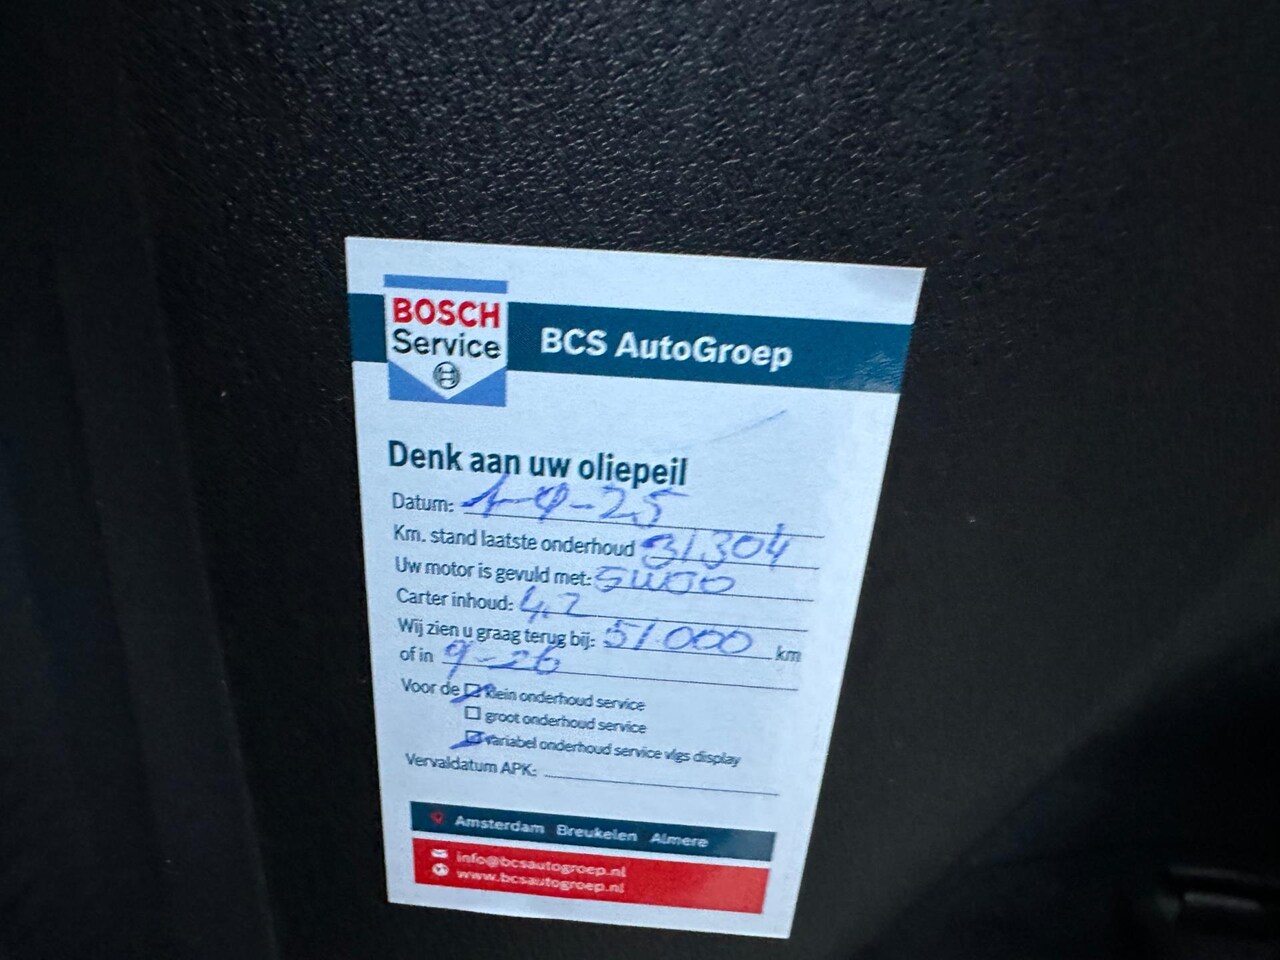 BOSCH
Service
BCS AutoGroep
Denk aan uw oliepeil
Datum: 1-9-25
Km. stand laatste onderhoud 31.304
Uw motor is gevuld met: 5W30
Carter inhoud: 4,2
Wij zien u graag terug bij: 51.000 km
of in 9-26
Voor de klein onderhoud service
groot onderhoud service
variabel onderhoud service vlgs display
Vervaldatum APK:
Amsterdam Breukelen Almere
info@bcsautogroep.nl
www.bcsautogroep.nl